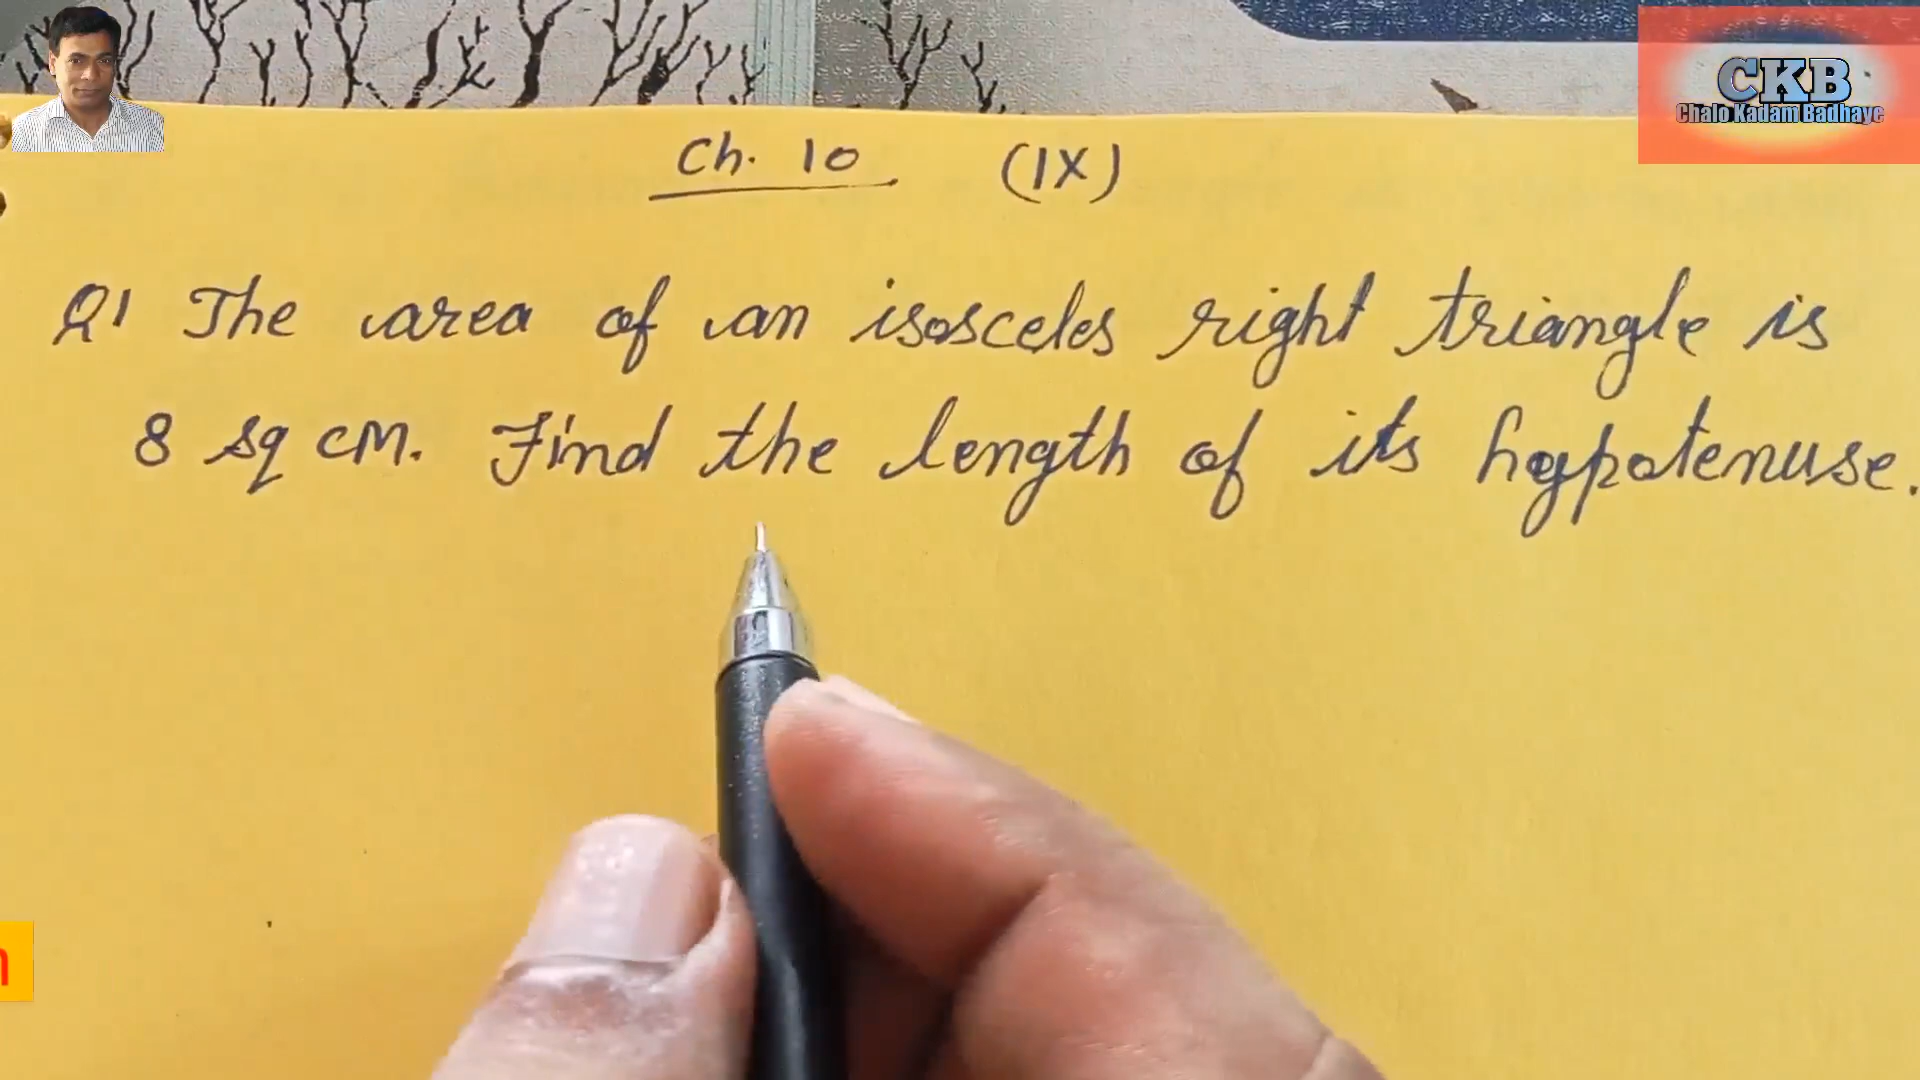 CKB
Chalo Kadam Badhaye
Ch. 10 (IX)
Q1 The area of an isosceles right triangle is
8 sq cm. Find the length of its hypotenuse.